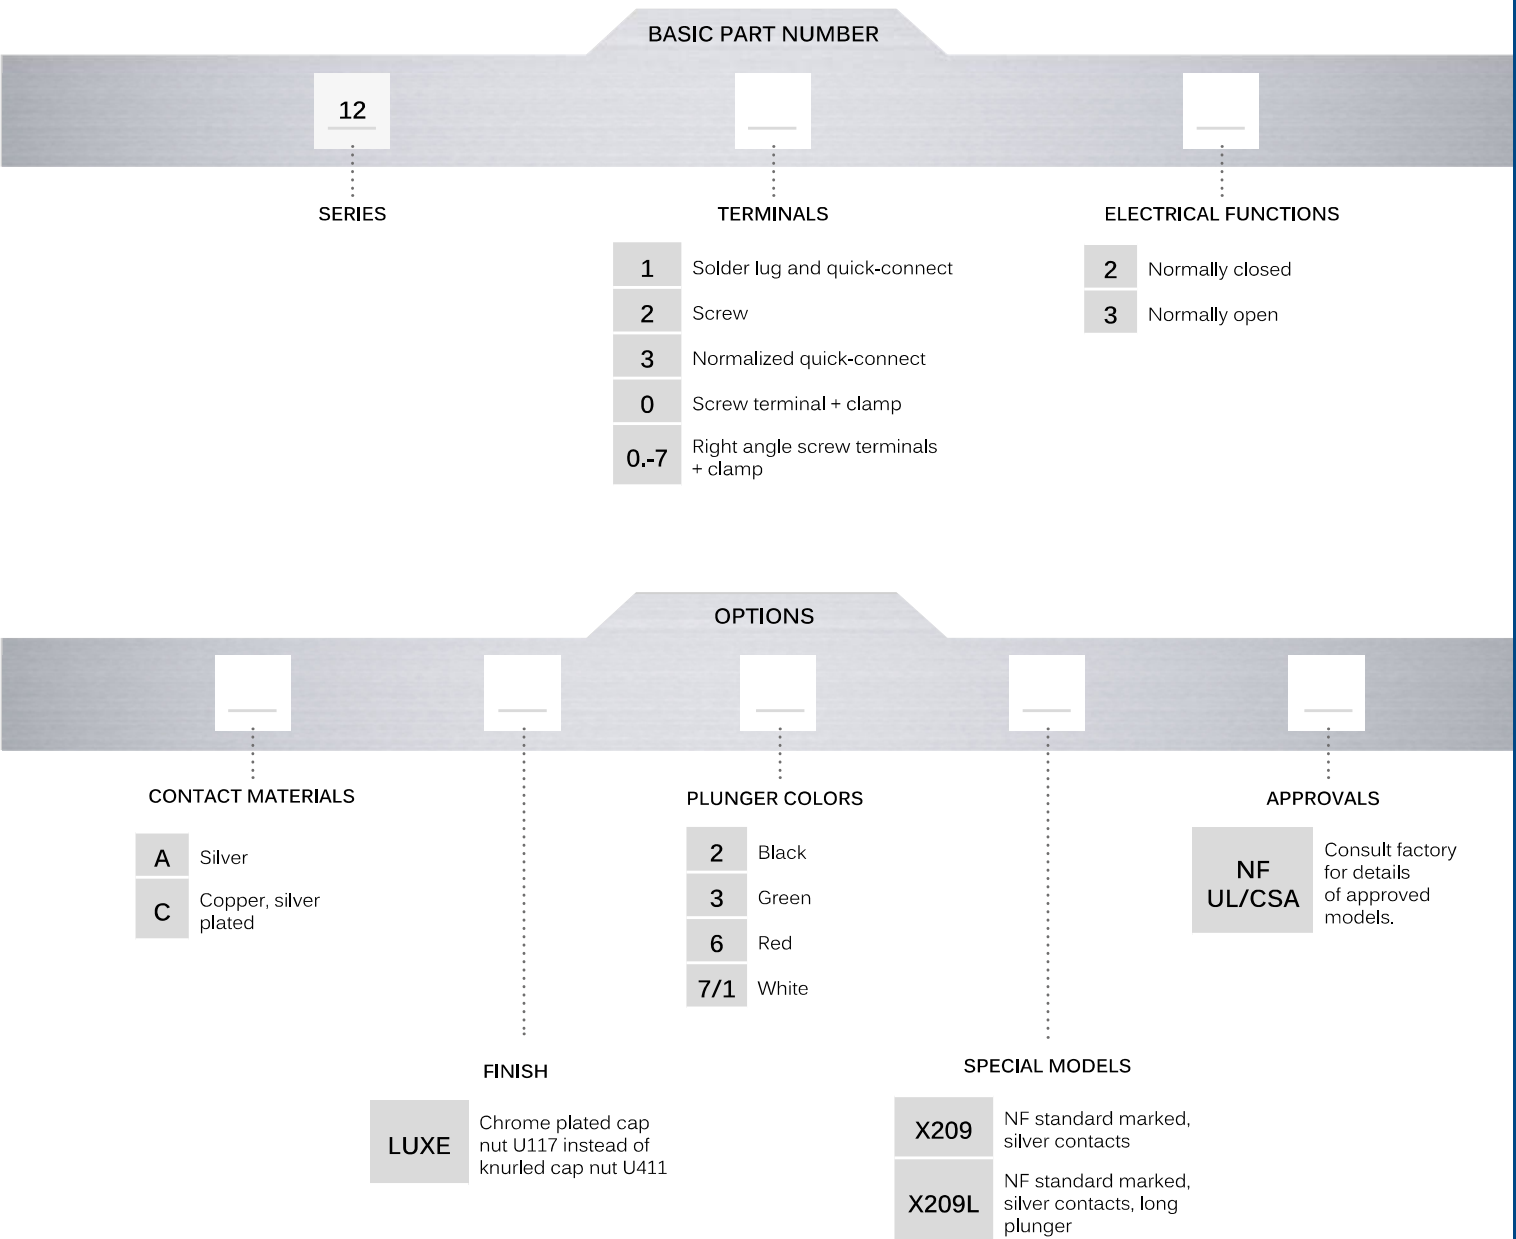 BASIC PART NUMBER
12
SERIES
TERMINALS
1 Solder lug and quick-connect
2 Screw
3 Normalized quick-connect
0 Screw terminal + clamp
0.-7 Right angle screw terminals
+ clamp
ELECTRICAL FUNCTIONS
2 Normally closed
3 Normally open
OPTIONS
CONTACT MATERIALS
A Silver
C Copper, silver
plated
FINISH
LUXE Chrome plated cap
nut U117 instead of
knurled cap nut U411
PLUNGER COLORS
2 Black
3 Green
6 Red
7/1 White
SPECIAL MODELS
X209 NF standard marked,
silver contacts
X209L NF standard marked,
silver contacts, long
plunger
APPROVALS
NF
UL/CSA
Consult factory
for details
of approved
models.